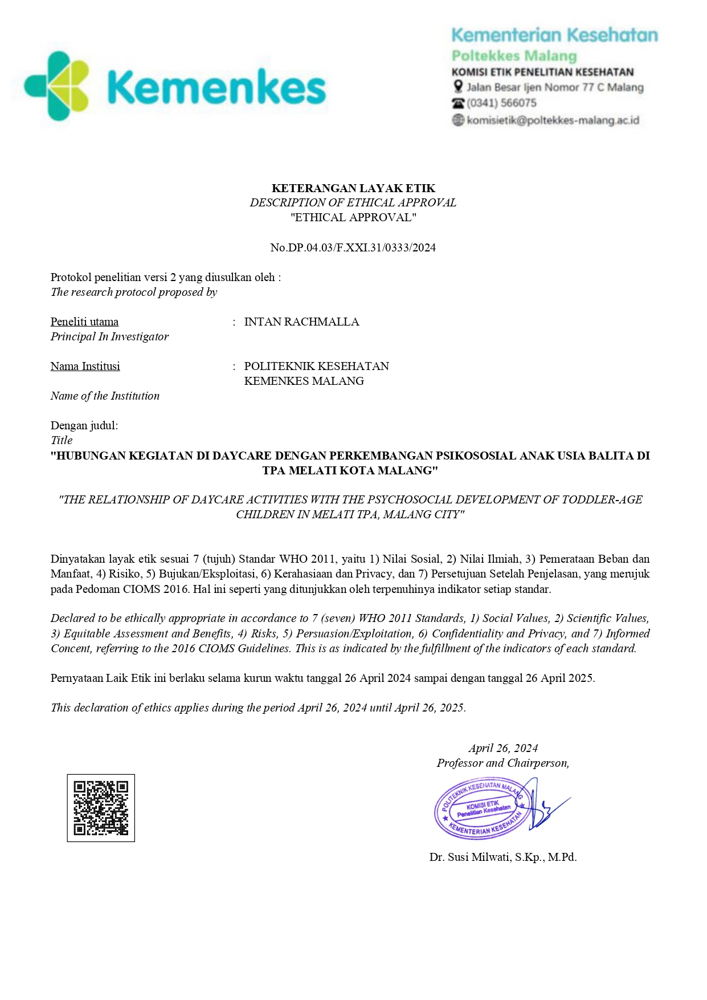 Kemenkes
Kementerian Kesehatan
Poltekkes Malang
KOMISI ETIK PENELITIAN KESEHATAN
Jalan Besar Ijen Nomor 77 C Malang
(0341) 566075
komisietik@poltekkes-malang.ac.id
KETERANGAN LAYAK ETIK
DESCRIPTION OF ETHICAL APPROVAL
"ETHICAL APPROVAL"
No.DP.04.03/F.XXI.31/0333/2024
Protokol penelitian versi 2 yang diusulkan oleh :
The research protocol proposed by
Peneliti utama : INTAN RACHMALLA
Principal In Investigator
Nama Institusi : POLITEKNIK KESEHATAN
KEMENKES MALANG
Name of the Institution
Dengan judul:
Title
"HUBUNGAN KEGIATAN DI DAYCARE DENGAN PERKEMBANGAN PSIKOSOSIAL ANAK USIA BALITA DI
TPA MELATI KOTA MALANG"
"THE RELATIONSHIP OF DAYCARE ACTIVITIES WITH THE PSYCHOSOCIAL DEVELOPMENT OF TODDLER-AGE
CHILDREN IN MELATI TPA, MALANG CITY"
Dinyatakan layak etik sesuai 7 (tujuh) Standar WHO 2011, yaitu 1) Nilai Sosial, 2) Nilai Ilmiah, 3) Pemerataan Beban dan
Manfaat, 4) Risiko, 5) Bujukan/Eksploitasi, 6) Kerahasiaan dan Privacy, dan 7) Persetujuan Setelah Penjelasan, yang merujuk
pada Pedoman CIOMS 2016. Hal ini seperti yang ditunjukkan oleh terpenuhinya indikator setiap standar.
Declared to be ethically appropriate in accordance to 7 (seven) WHO 2011 Standards, 1) Social Values, 2) Scientific Values,
3) Equitable Assessment and Benefits, 4) Risks, 5) Persuasion/Exploitation, 6) Confidentiality and Privacy, and 7) Informed
Concent, referring to the 2016 CIOMS Guidelines. This is as indicated by the fulfillment of the indicators of each standard.
Pernyataan Laik Etik ini berlaku selama kurun waktu tanggal 26 April 2024 sampai dengan tanggal 26 April 2025.
This declaration of ethics applies during the period April 26, 2024 until April 26, 2025.
April 26, 2024
Professor and Chairperson,
POLITEKNIK KESEHATAN MALANG
KOMISI ETIK
Penelitian Kesehatan
KEMENTERIAN KESEHATAN
Dr. Susi Milwati, S.Kp., M.Pd.